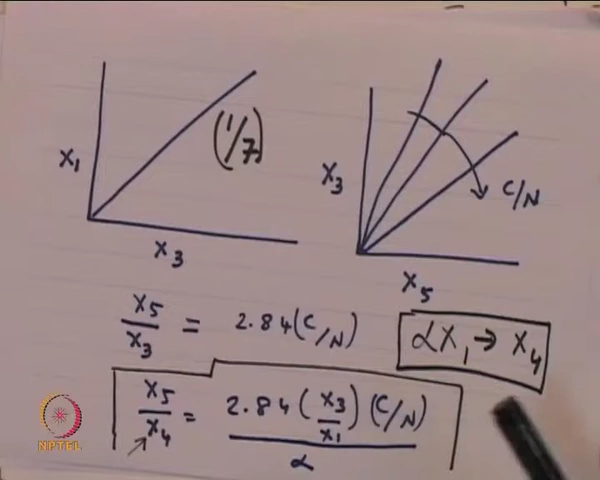 X₁
(1/7)
X₃
X₃
C/N
X₅
X₅/X₃ = 2.84(C/N)
αX₁ → X₄
X₅/X₄ = 2.84(X₃/X₁)(C/N)/α
NPTEL